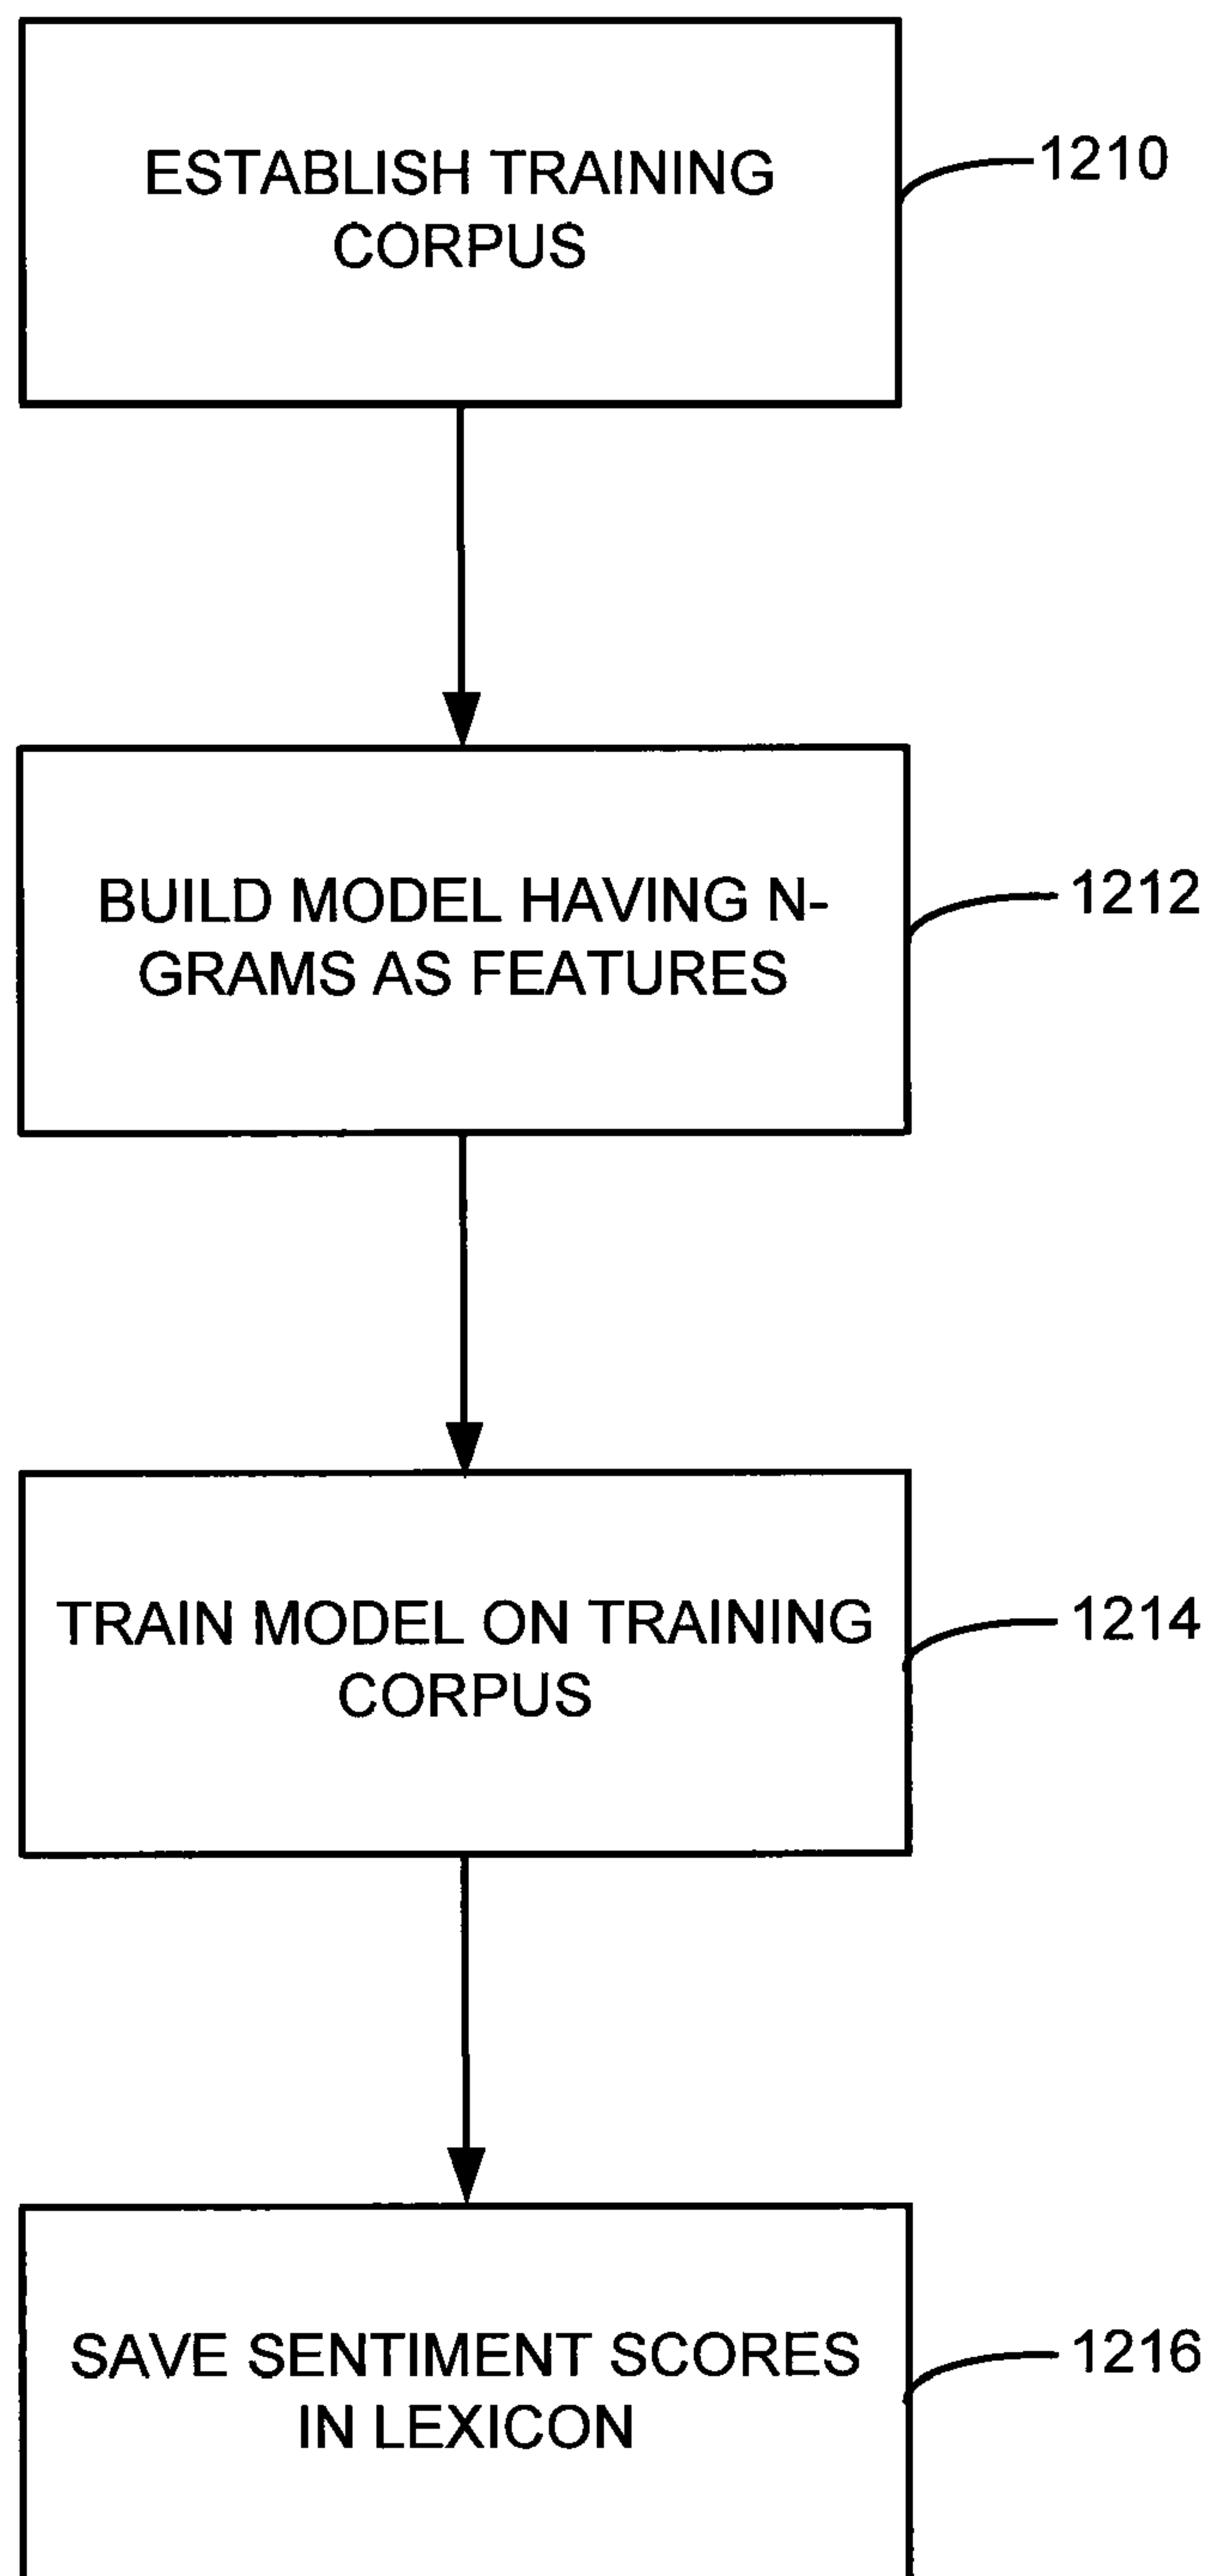 ESTABLISH TRAINING
CORPUS
1210
BUILD MODEL HAVING N-
GRAMS AS FEATURES
1212
TRAIN MODEL ON TRAINING
CORPUS
1214
SAVE SENTIMENT SCORES
IN LEXICON
1216